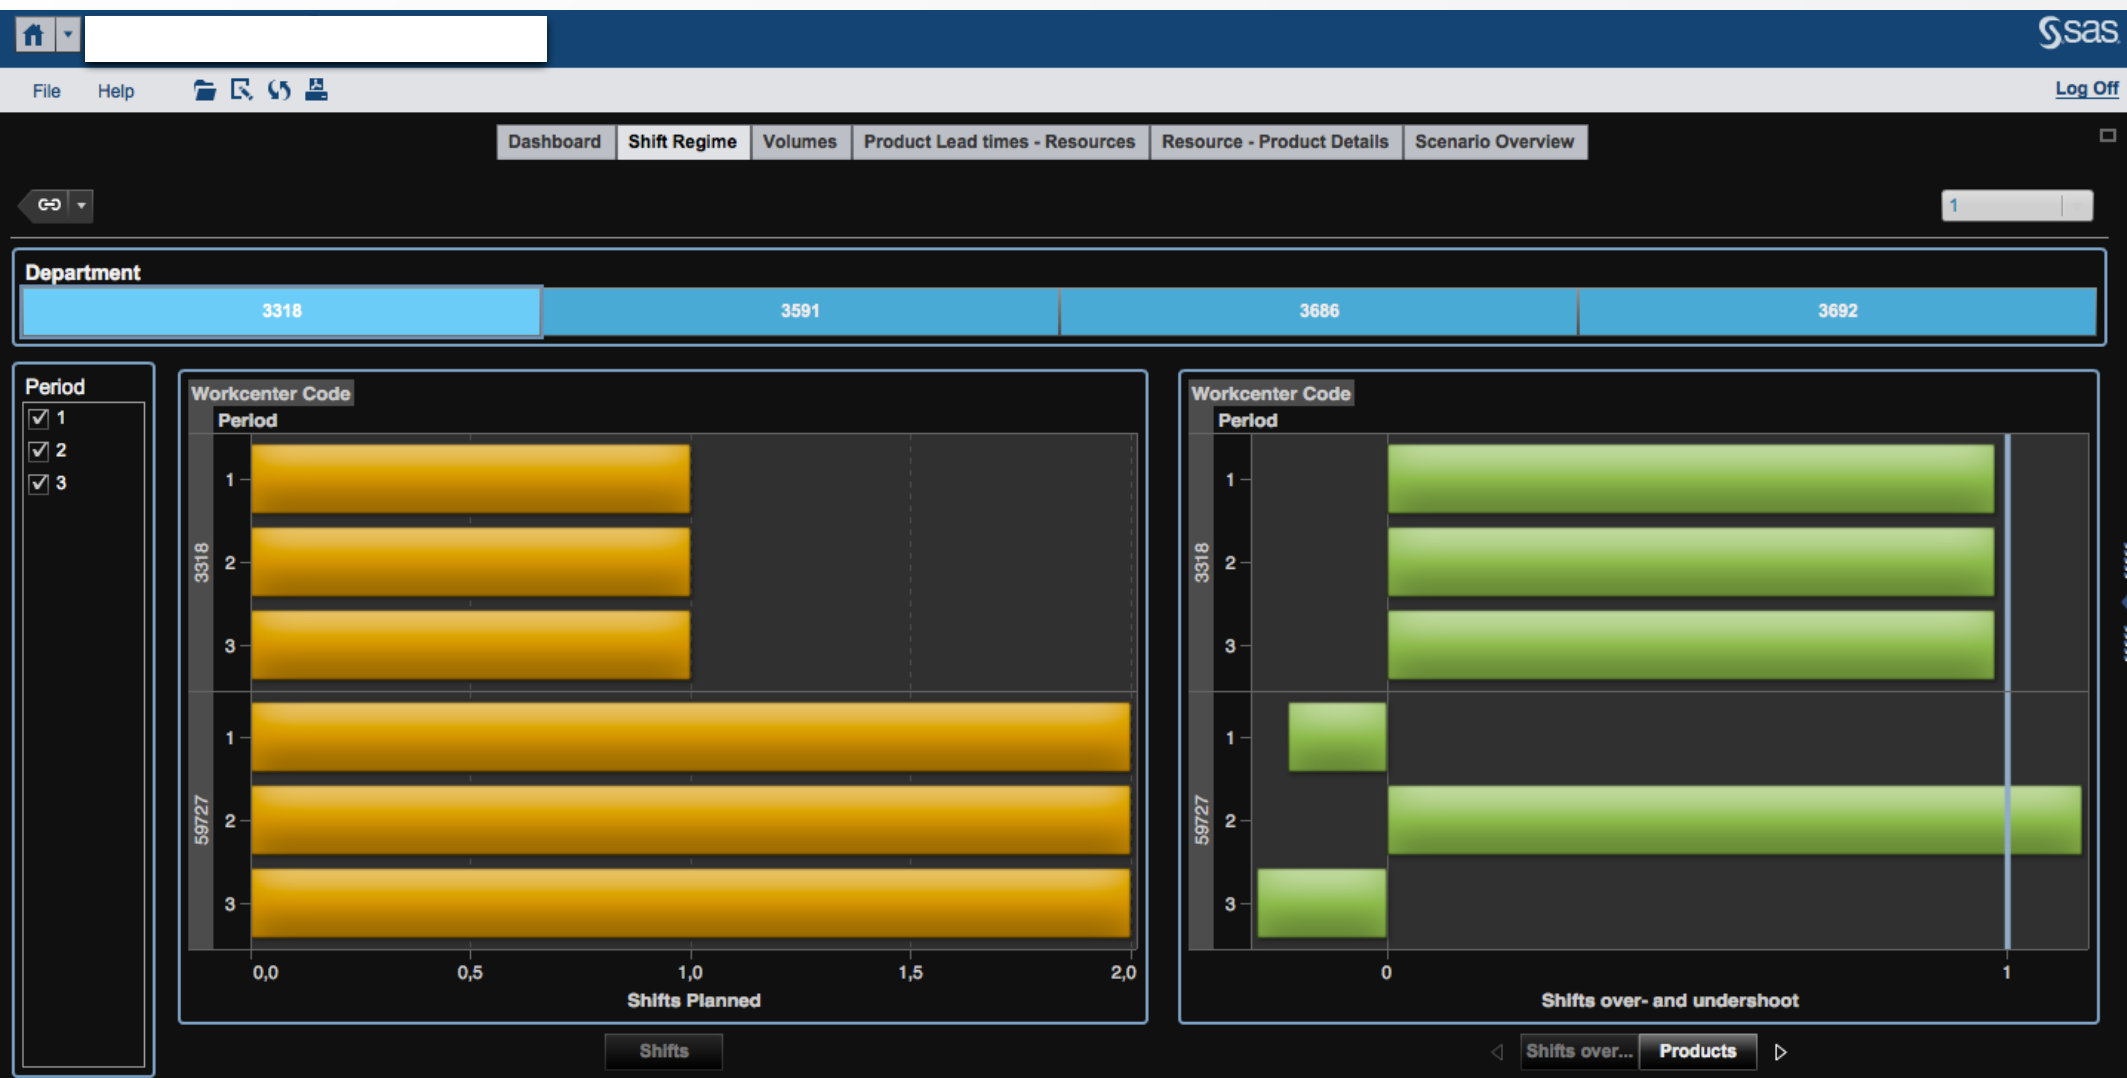 sas
File Help
Log Off
Dashboard Shift Regime Volumes Product Lead times - Resources Resource - Product Details Scenario Overview
1
Department
3318 3591 3686 3692
Period
1
2
3
Workcenter Code
Period
3318
1
2
3
59727
1
2
3
0,0 0,5 1,0 1,5 2,0
Shifts Planned
Shifts
Workcenter Code
Period
3318
1
2
3
59727
1
2
3
0 1
Shifts over- and undershoot
Shifts over... Products